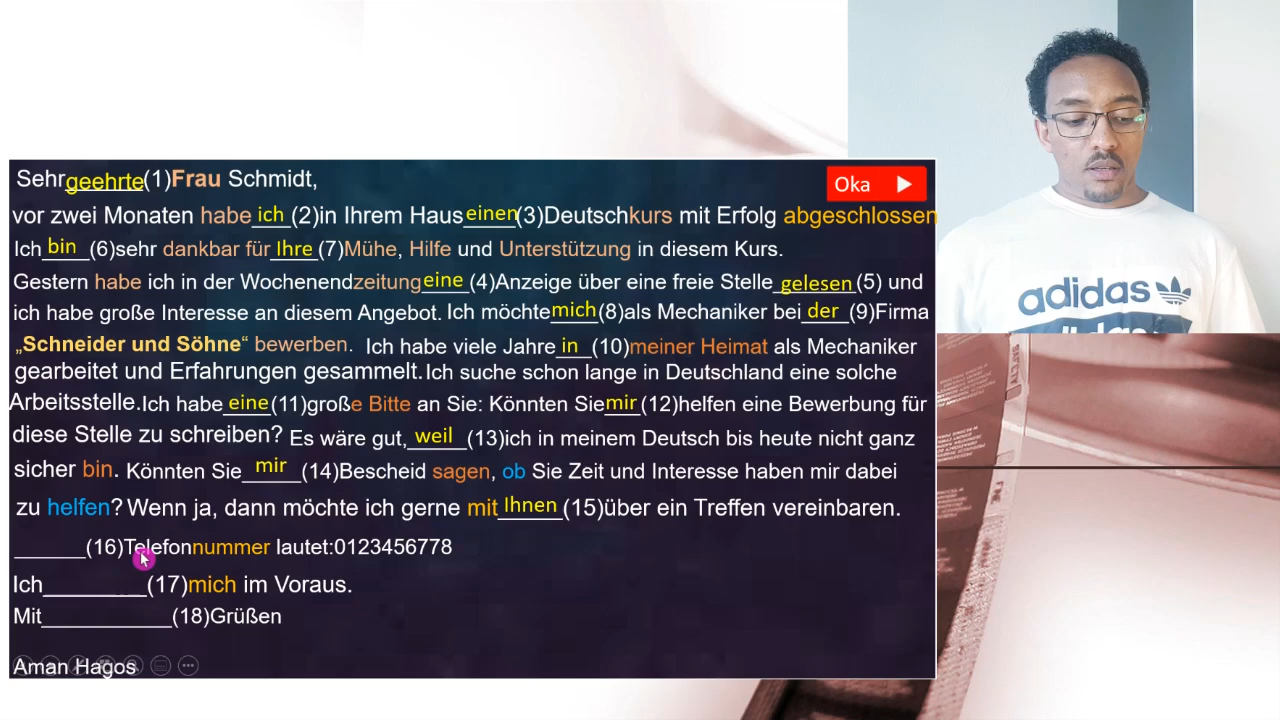 Sehr geehrte (1)Frau Schmidt,
Oka
vor zwei Monaten habe ich (2)in Ihrem Haus einen (3)Deutschkurs mit Erfolg abgeschlossen
Ich bin (6)sehr dankbar für Ihre (7)Mühe, Hilfe und Unterstützung in diesem Kurs.
Gestern habe ich in der Wochenendzeitung eine (4)Anzeige über eine freie Stelle gelesen (5) und
ich habe große Interesse an diesem Angebot. Ich möchte mich (8)als Mechaniker bei der (9)Firma
„Schneider und Söhne“ bewerben. Ich habe viele Jahre in (10)meiner Heimat als Mechaniker
gearbeitet und Erfahrungen gesammelt. Ich suche schon lange in Deutschland eine solche
Arbeitsstelle. Ich habe eine (11)große Bitte an Sie: Könnten Sie mir (12)helfen eine Bewerbung für
diese Stelle zu schreiben? Es wäre gut, weil (13)ich in meinem Deutsch bis heute nicht ganz
sicher bin. Könnten Sie mir (14)Bescheid sagen, ob Sie Zeit und Interesse haben mir dabei
zu helfen? Wenn ja, dann möchte ich gerne mit Ihnen (15)über ein Treffen vereinbaren.
______(16)Telefonnummer lautet:0123456778
Ich________(17)mich im Voraus.
Mit__________(18)Grüßen
Aman Hagos
adidas